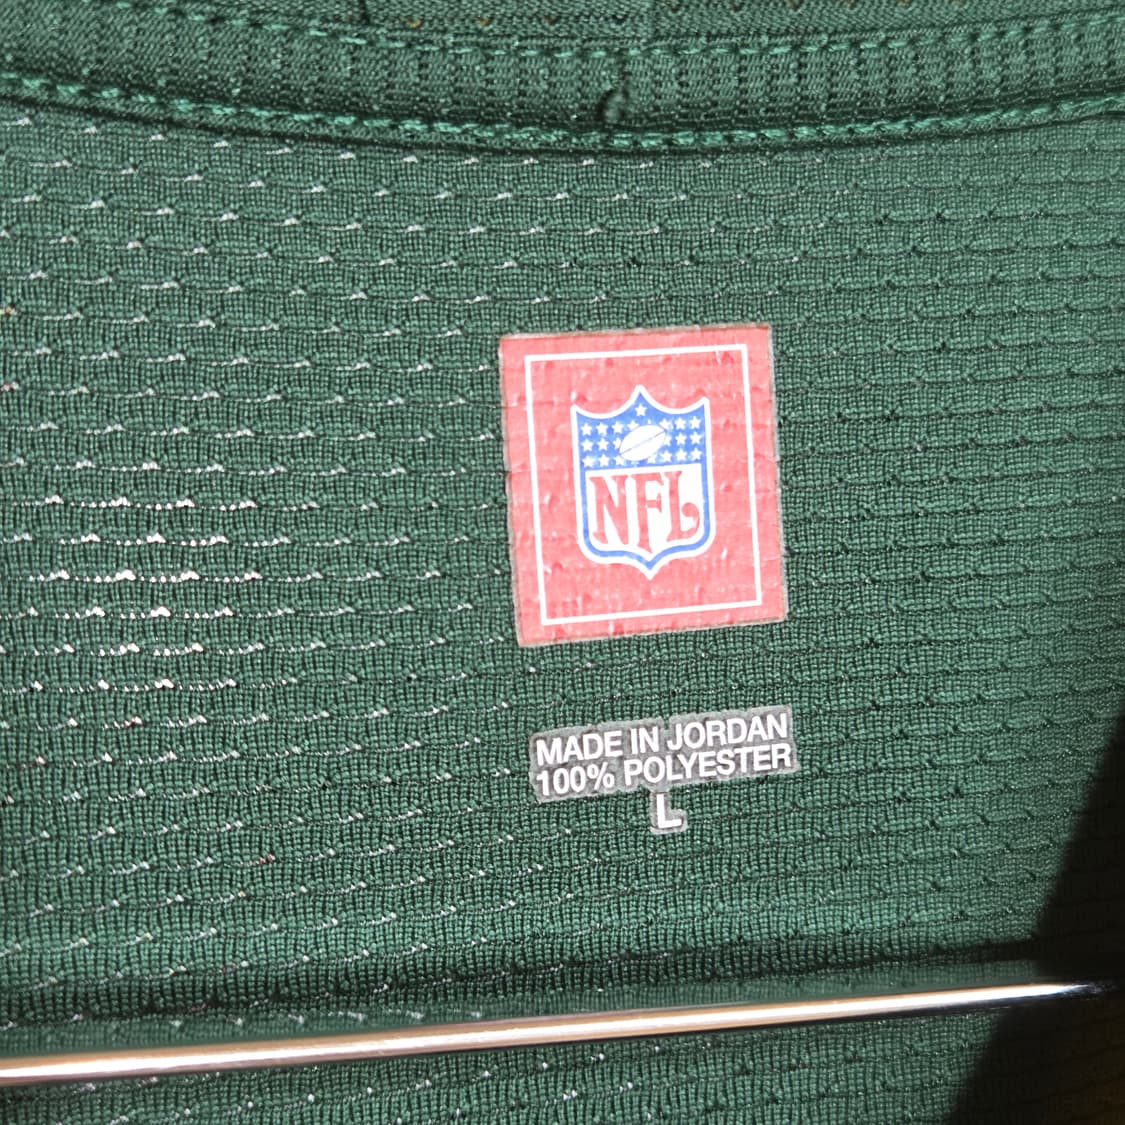 NFL
MADE IN JORDAN
100% POLYESTER
L